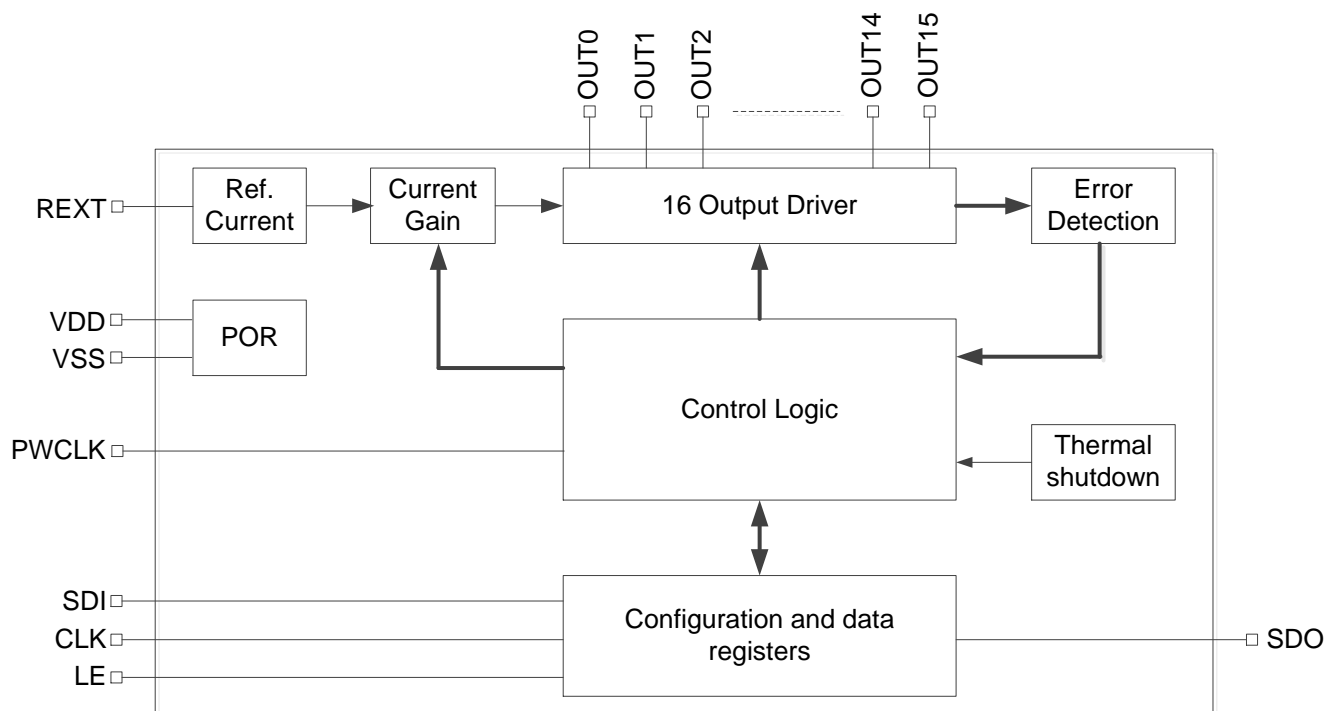 OUT0
OUT1
OUT2
OUT14
OUT15
REXT
Ref.
Current
Current
Gain
16 Output Driver
Error
Detection
VDD
VSS
POR
Control Logic
PWCLK
Thermal
shutdown
SDI
CLK
LE
Configuration and data
registers
SDO